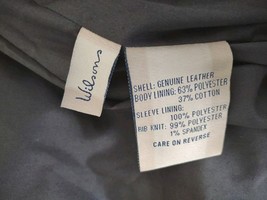 Wilsons
SHELL: GENUINE LEATHER
BODY LINING: 63% POLYESTER
37% COTTON
SLEEVE LINING:
100% POLYESTER
RIB KNIT: 99% POLYESTER
1% SPANDEX
CARE ON REVERSE